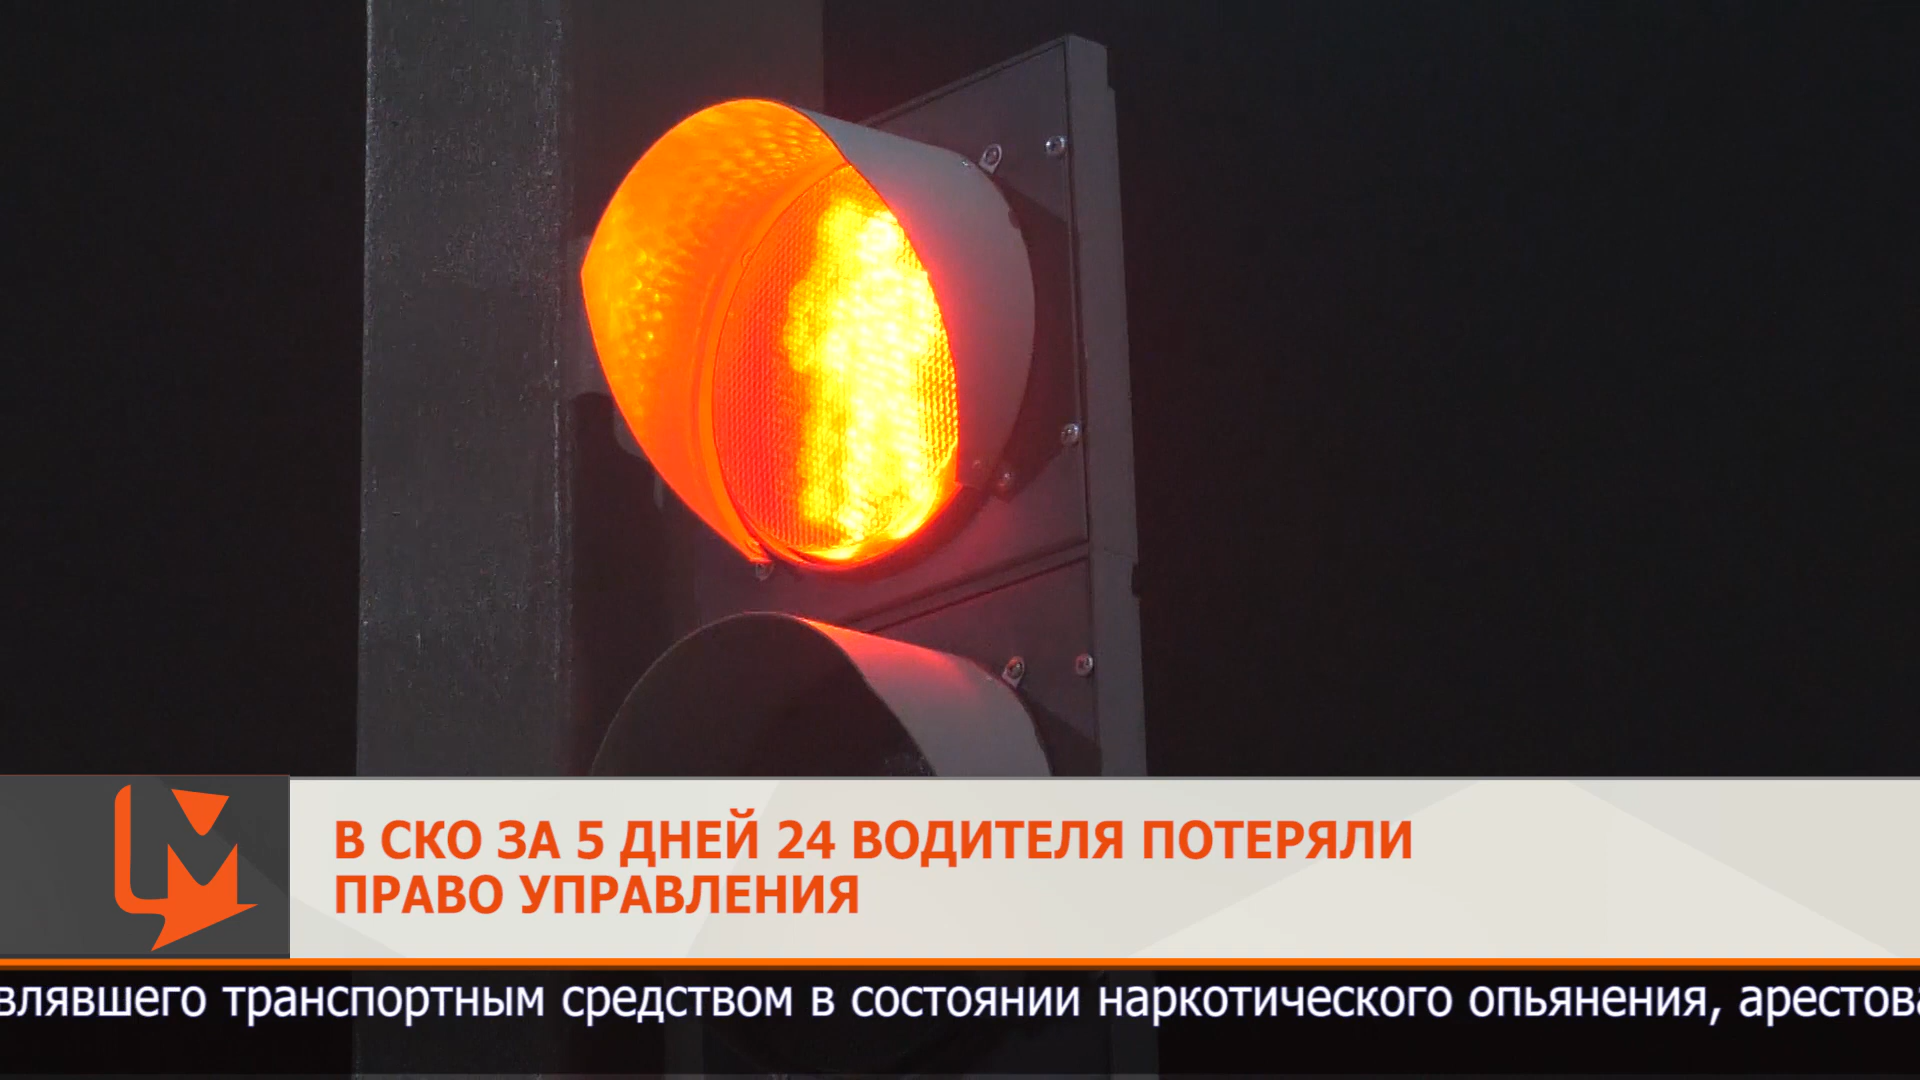 В СКО ЗА 5 ДНЕЙ 24 ВОДИТЕЛЯ ПОТЕРЯЛИ
ПРАВО УПРАВЛЕНИЯ
влявшего транспортным средством в состоянии наркотического опьянения, арестова